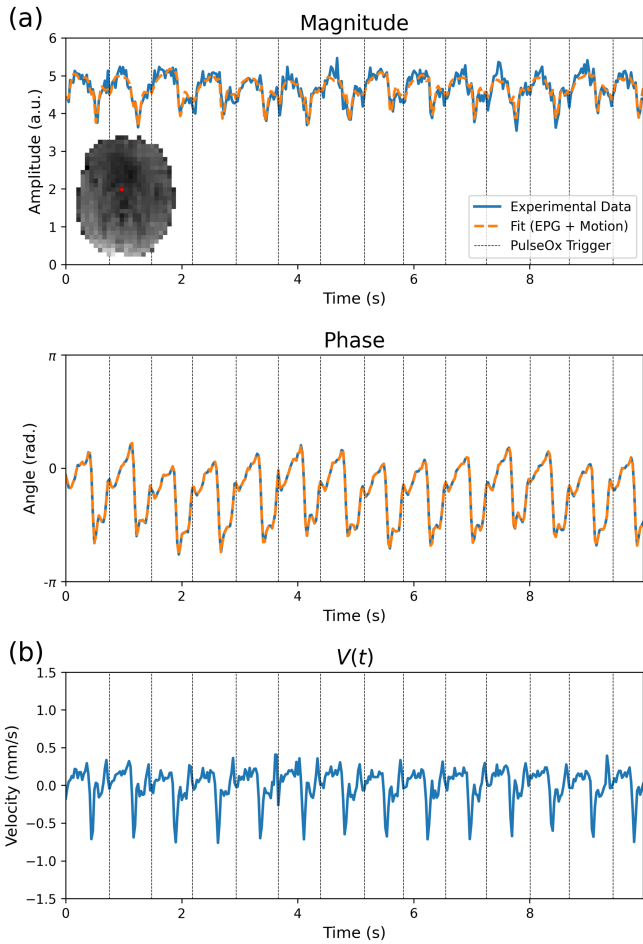 (a)
Magnitude
Amplitude (a.u.)
6
5
4
3
2
1
0
Experimental Data
Fit (EPG + Motion)
PulseOx Trigger
0 2 4 6 8
Time (s)
Phase
Angle (rad.)
π
0
-π
0 2 4 6 8
Time (s)
(b)
V(t)
Velocity (mm/s)
1.5
1.0
0.5
0.0
−0.5
−1.0
−1.5
0 2 4 6 8
Time (s)